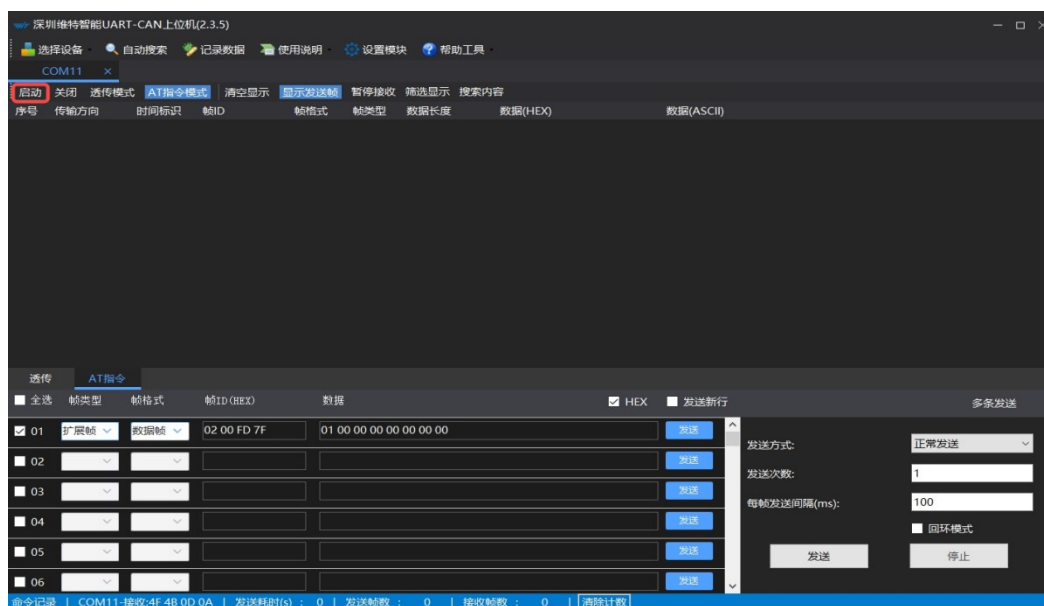 深圳维特智能UART-CAN上位机(2.3.5)
选择设备 自动搜索 记录数据 使用说明 设置模块 帮助工具
COM11 ×
启动 关闭 透传模式 AT指令模式 清空显示 显示发送帧 暂停接收 筛选显示 搜索内容
序号 传输方向 时间标识 帧ID 帧格式 帧类型 数据长度 数据(HEX) 数据(ASCII)
透传 AT指令
全选 帧类型 帧格式 帧ID(HEX) 数据 HEX 发送新行 多条发送
01 扩展帧 数据帧 02 00 FD 7F 01 00 00 00 00 00 00 00 发送
02 发送
03 发送
04 发送
05 发送
06 发送
发送方式: 正常发送
发送次数: 1
每帧发送间隔(ms): 100
回环模式
发送 停止
命令记录 | COM11-接收:4F 4B 0D 0A | 发送耗时(s) : 0 | 发送帧数 : 0 | 接收帧数 : 0 | 清除计数